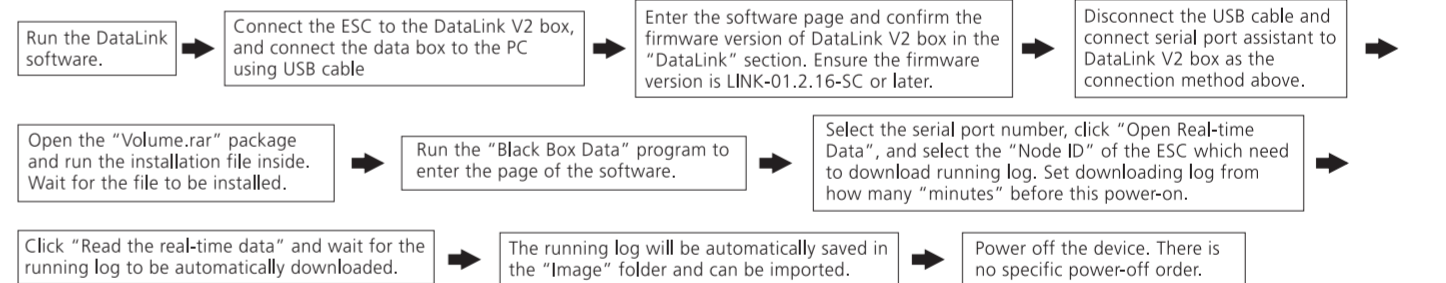 Run the DataLink
software.
Connect the ESC to the DataLink V2 box,
and connect the data box to the PC
using USB cable
Enter the software page and confirm the
firmware version of DataLink V2 box in the
“DataLink” section. Ensure the firmware
version is LINK-01.2.16-SC or later.
Disconnect the USB cable and
connect serial port assistant to
DataLink V2 box as the
connection method above.
Open the “Volume.rar” package
and run the installation file inside.
Wait for the file to be installed.
Run the “Black Box Data” program to
enter the page of the software.
Select the serial port number, click “Open Real-time
Data”, and select the “Node ID” of the ESC which need
to download running log. Set downloading log from
how many “minutes” before this power-on.
Click “Read the real-time data” and wait for the
running log to be automatically downloaded.
The running log will be automatically saved in
the “Image” folder and can be imported.
Power off the device. There is
no specific power-off order.